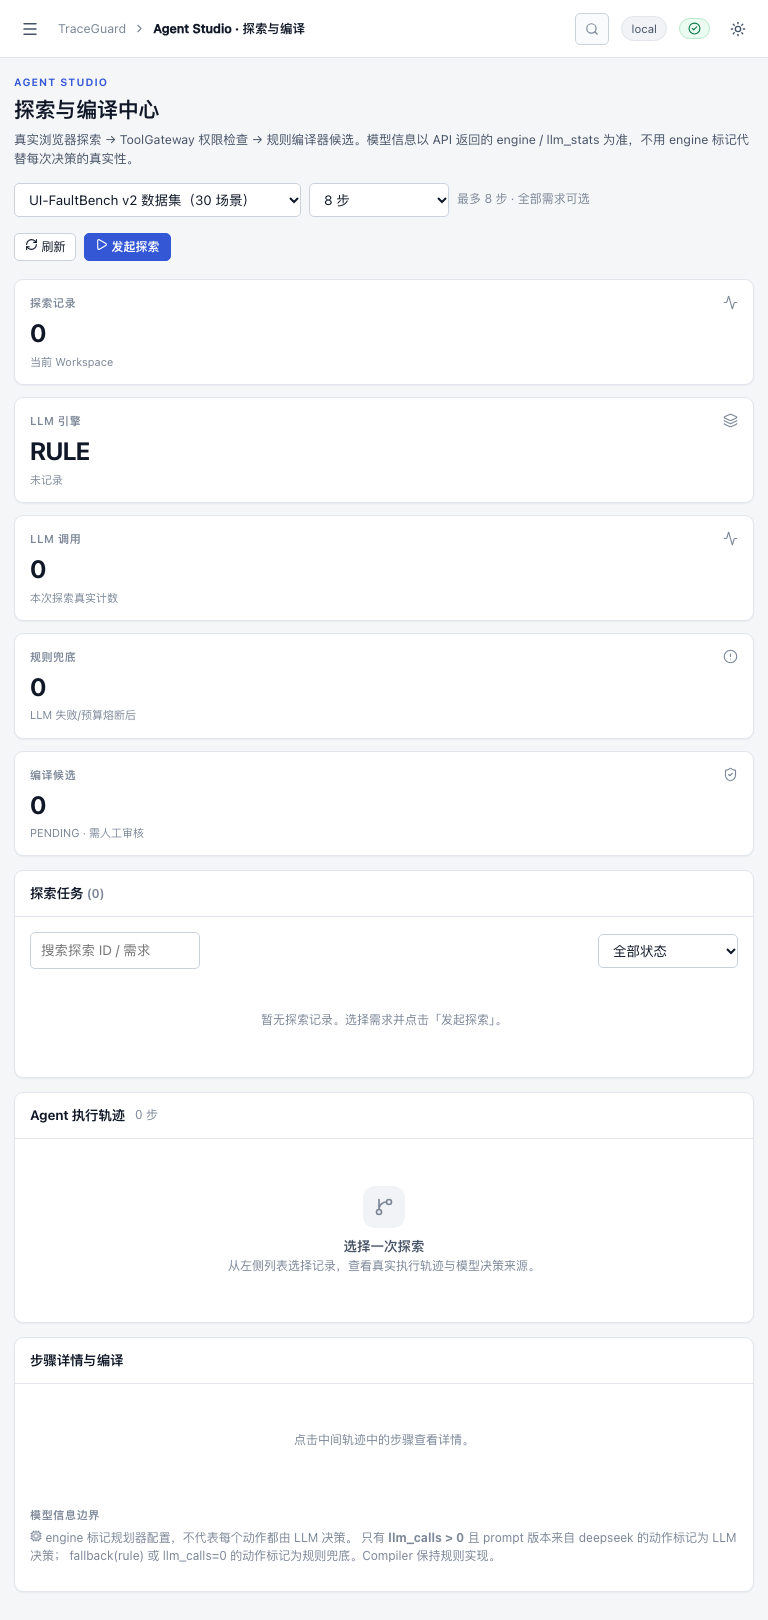 TraceGuard > Agent Studio · 探索与编译
local
AGENT STUDIO
探索与编译中心
真实浏览器探索 → ToolGateway 权限检查 → 规则编译器候选。模型信息以 API 返回的 engine / llm_stats 为准，不用 engine 标记代
替每次决策的真实性。
UI-FaultBench v2 数据集（30 场景）
8 步
最多 8 步 · 全部需求可选
刷新
发起探索
探索记录
0
当前 Workspace
LLM 引擎
RULE
未记录
LLM 调用
0
本次探索真实计数
规则兜底
0
LLM 失败/预算熔断后
编译候选
0
PENDING · 需人工审核
探索任务 (0)
搜索探索 ID / 需求
全部状态
暂无探索记录。选择需求并点击「发起探索」。
Agent 执行轨迹 0 步
选择一次探索
从左侧列表选择记录，查看真实执行轨迹与模型决策来源。
步骤详情与编译
点击中间轨迹中的步骤查看详情。
模型信息边界
engine 标记规划器配置，不代表每个动作都由 LLM 决策。 只有 llm_calls > 0 且 prompt 版本来自 deepseek 的动作标记为 LLM
决策； fallback(rule) 或 llm_calls=0 的动作标记为规则兜底。Compiler 保持规则实现。